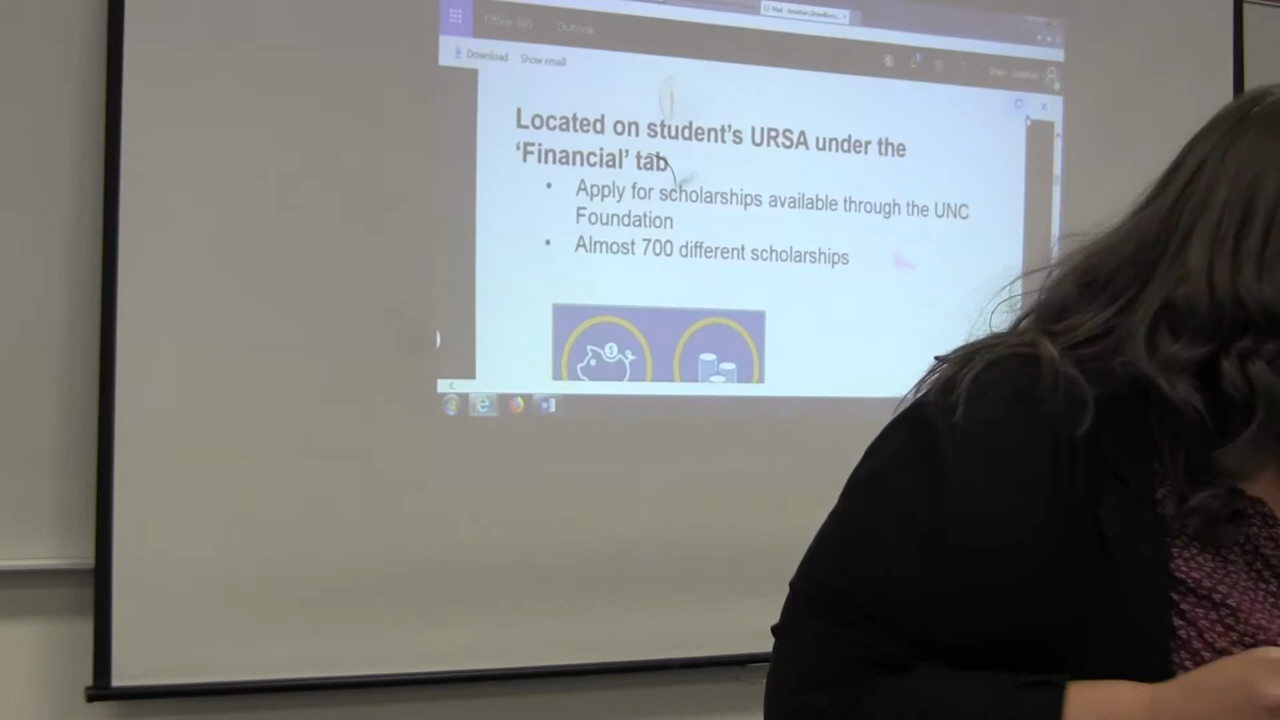 Office 365 Outlook
Download Show email
Located on student's URSA under the
'Financial' tab
• Apply for scholarships available through the UNC
Foundation
• Almost 700 different scholarships
$